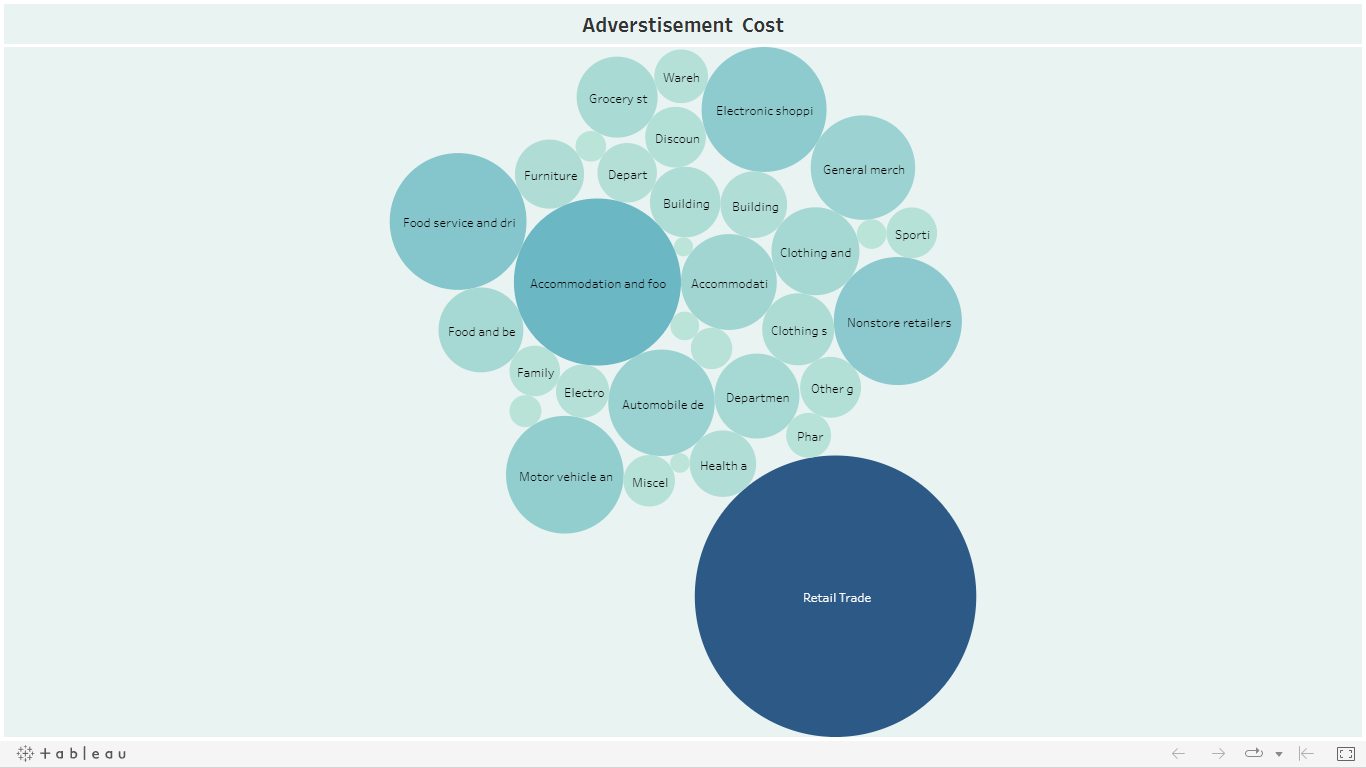 Adverstisement Cost
Wareh
Grocery st
Electronic shoppi
Discoun
General merch
Furniture
Depart
Building
Building
Food service and dri
Sporti
Clothing and
Accommodation and foo
Accommodati
Nonstore retailers
Food and be
Clothing s
Family
Other g
Electro
Departmen
Automobile de
Phar
Health a
Motor vehicle an
Miscel
Retail Trade
+ableau